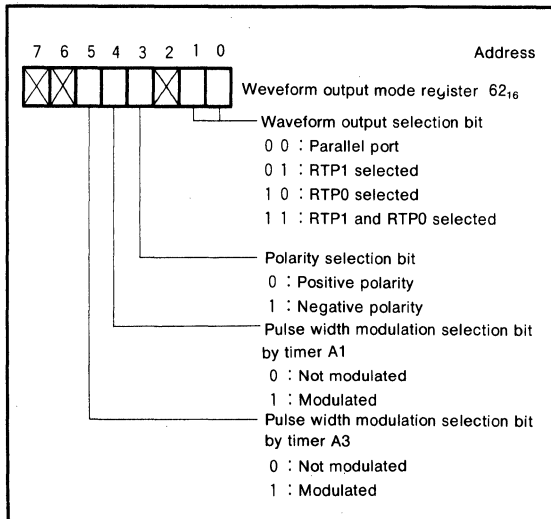 7 6 5 4 3 2 1 0 Address
Weveform output mode register 62₁₆
Waveform output selection bit
0 0 : Parallel port
0 1 : RTP1 selected
1 0 : RTP0 selected
1 1 : RTP1 and RTP0 selected
Polarity selection bit
0 : Positive polarity
1 : Negative polarity
Pulse width modulation selection bit
by timer A1
0 : Not modulated
1 : Modulated
Pulse width modulation selection bit
by timer A3
0 : Not modulated
1 : Modulated